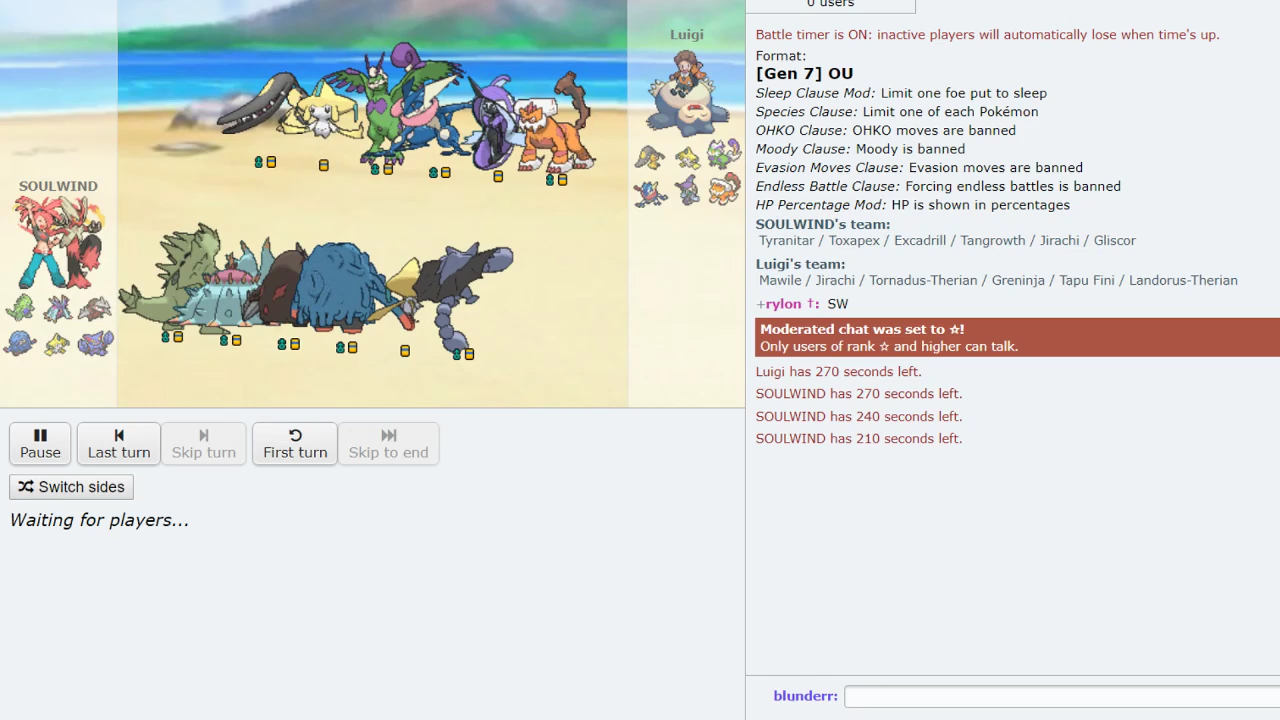 0 users
Luigi
SOULWIND
Battle timer is ON: inactive players will automatically lose when time's up.
Format:
[Gen 7] OU
Sleep Clause Mod: Limit one foe put to sleep
Species Clause: Limit one of each Pokémon
OHKO Clause: OHKO moves are banned
Moody Clause: Moody is banned
Evasion Moves Clause: Evasion moves are banned
Endless Battle Clause: Forcing endless battles is banned
HP Percentage Mod: HP is shown in percentages
SOULWIND's team:
Tyranitar / Toxapex / Excadrill / Tangrowth / Jirachi / Gliscor
Luigi's team:
Mawile / Jirachi / Tornadus-Therian / Greninja / Tapu Fini / Landorus-Therian
+rylon †: SW
Moderated chat was set to ☆!
Only users of rank ☆ and higher can talk.
Luigi has 270 seconds left.
SOULWIND has 270 seconds left.
SOULWIND has 240 seconds left.
SOULWIND has 210 seconds left.
Pause
Last turn
Skip turn
First turn
Skip to end
Switch sides
Waiting for players...
blunderr: